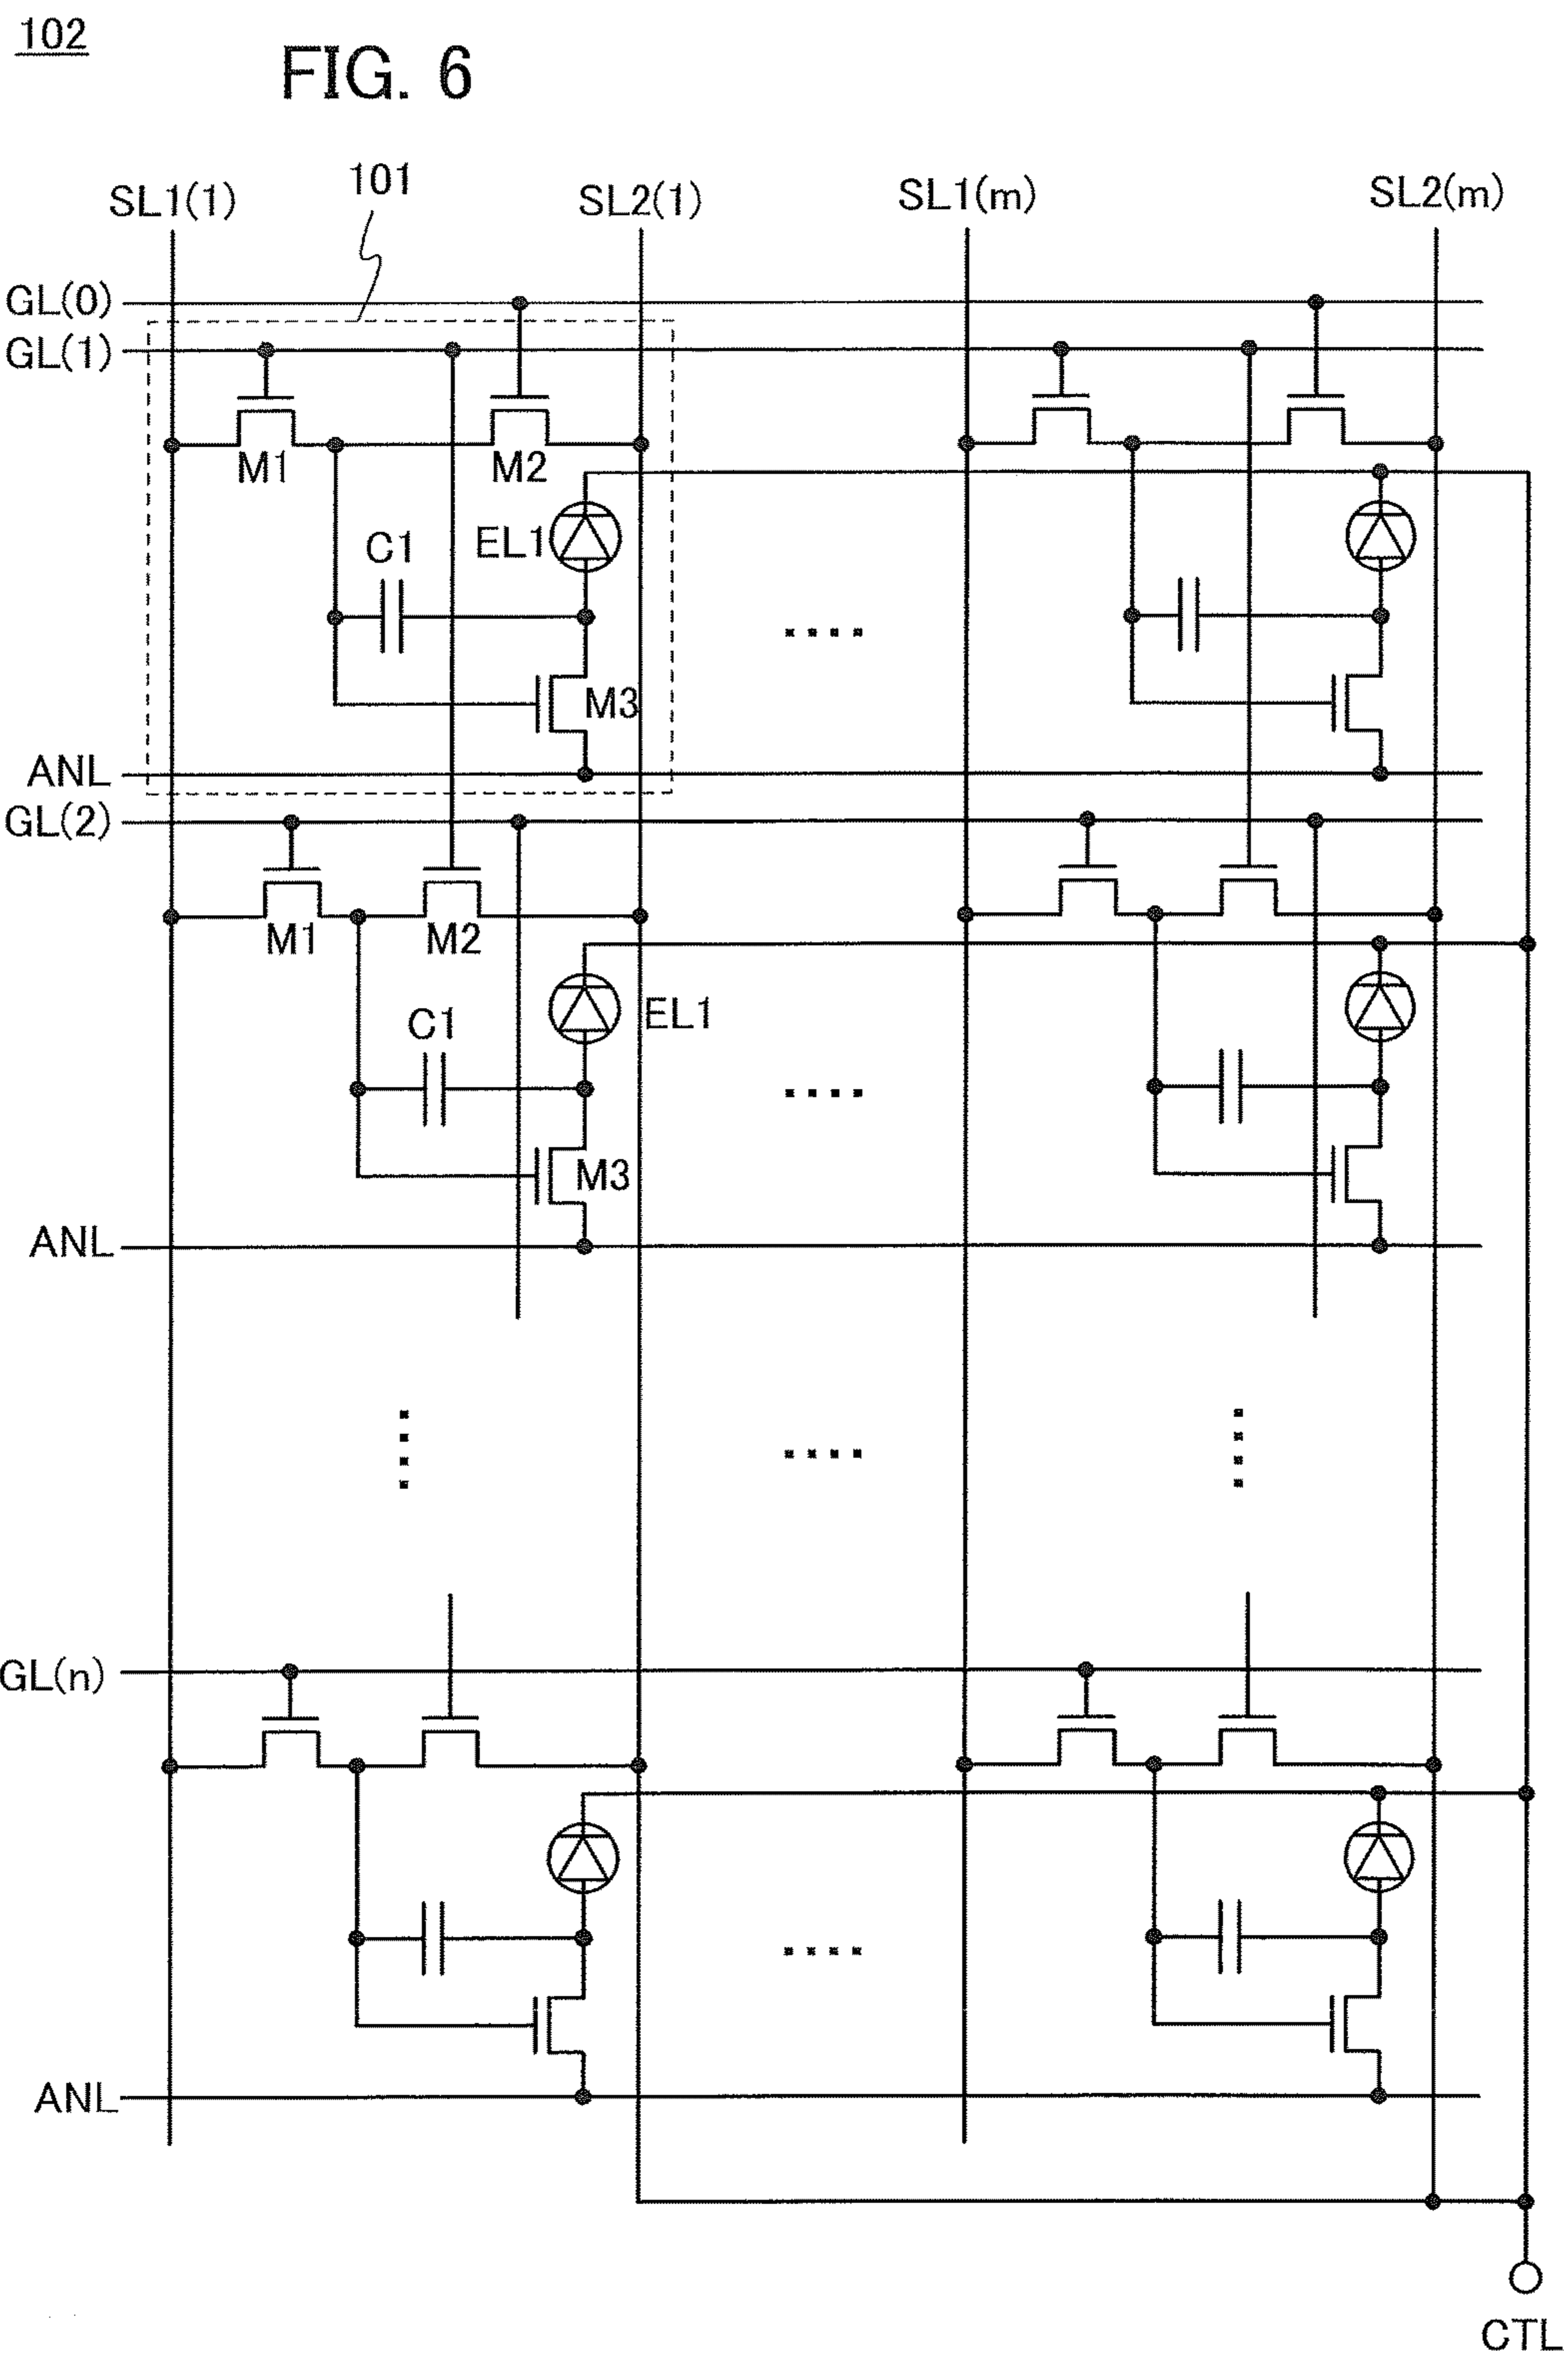 102
FIG. 6
101
SL1(1)
SL2(1)
SL1(m)
SL2(m)
GL(0)
GL(1)
M1
M2
EL1
C1
M3
ANL
GL(2)
M1
M2
EL1
C1
M3
ANL
GL(n)
ANL
CTL